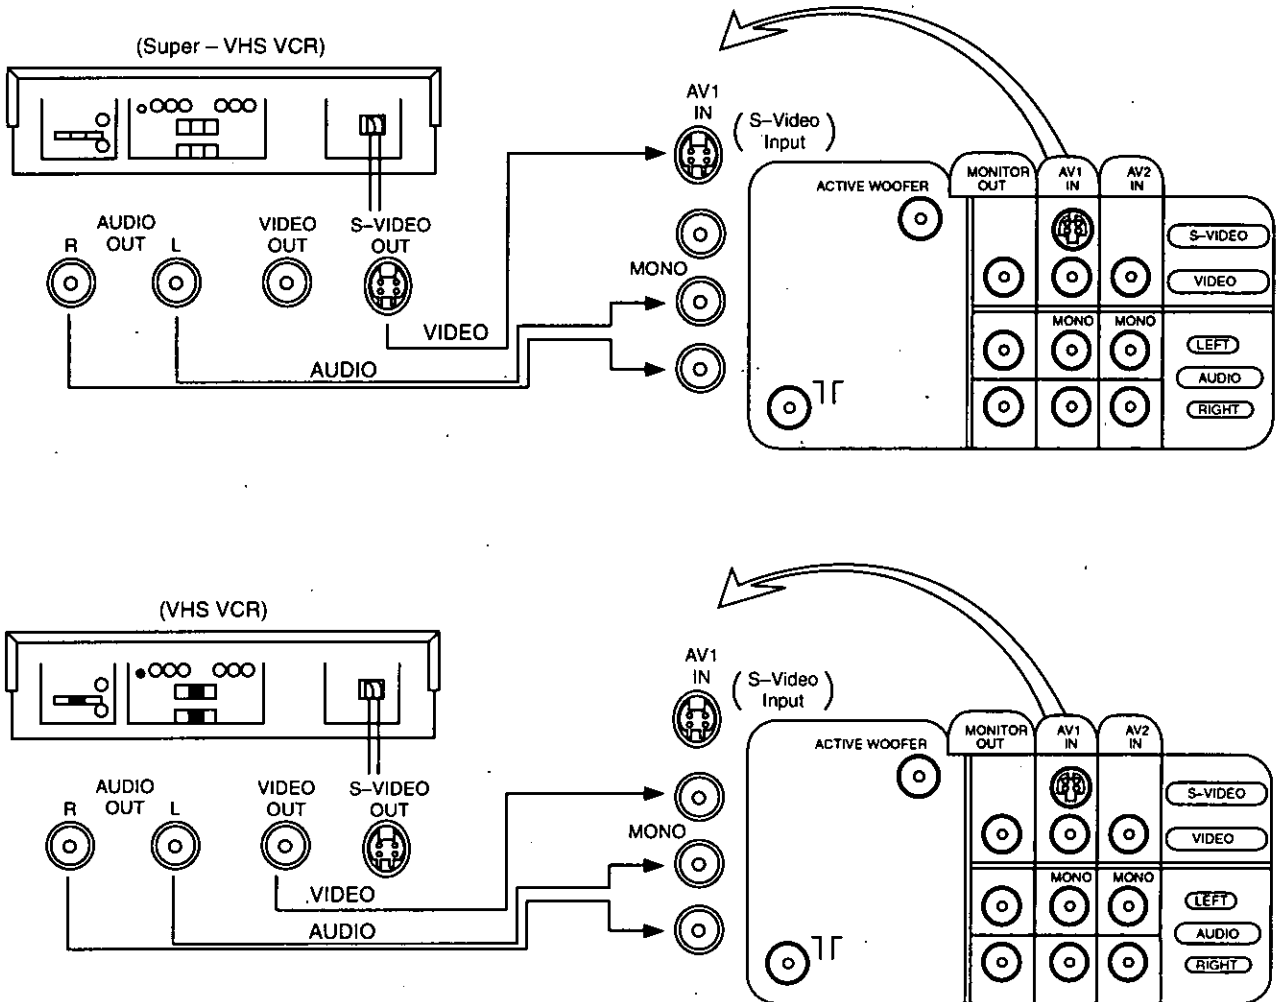 (Super – VHS VCR)
AV1
IN
(S–Video
Input)
ACTIVE WOOFER
MONITOR
OUT
AV1
IN
AV2
IN
S–VIDEO
VIDEO
MONO
MONO
LEFT
AUDIO
RIGHT
AUDIO
OUT
R
L
VIDEO
OUT
S–VIDEO
OUT
MONO
VIDEO
AUDIO
(VHS VCR)
AV1
IN
(S–Video
Input)
ACTIVE WOOFER
MONITOR
OUT
AV1
IN
AV2
IN
S–VIDEO
VIDEO
MONO
MONO
LEFT
AUDIO
RIGHT
AUDIO
OUT
R
L
VIDEO
OUT
S–VIDEO
OUT
MONO
VIDEO
AUDIO